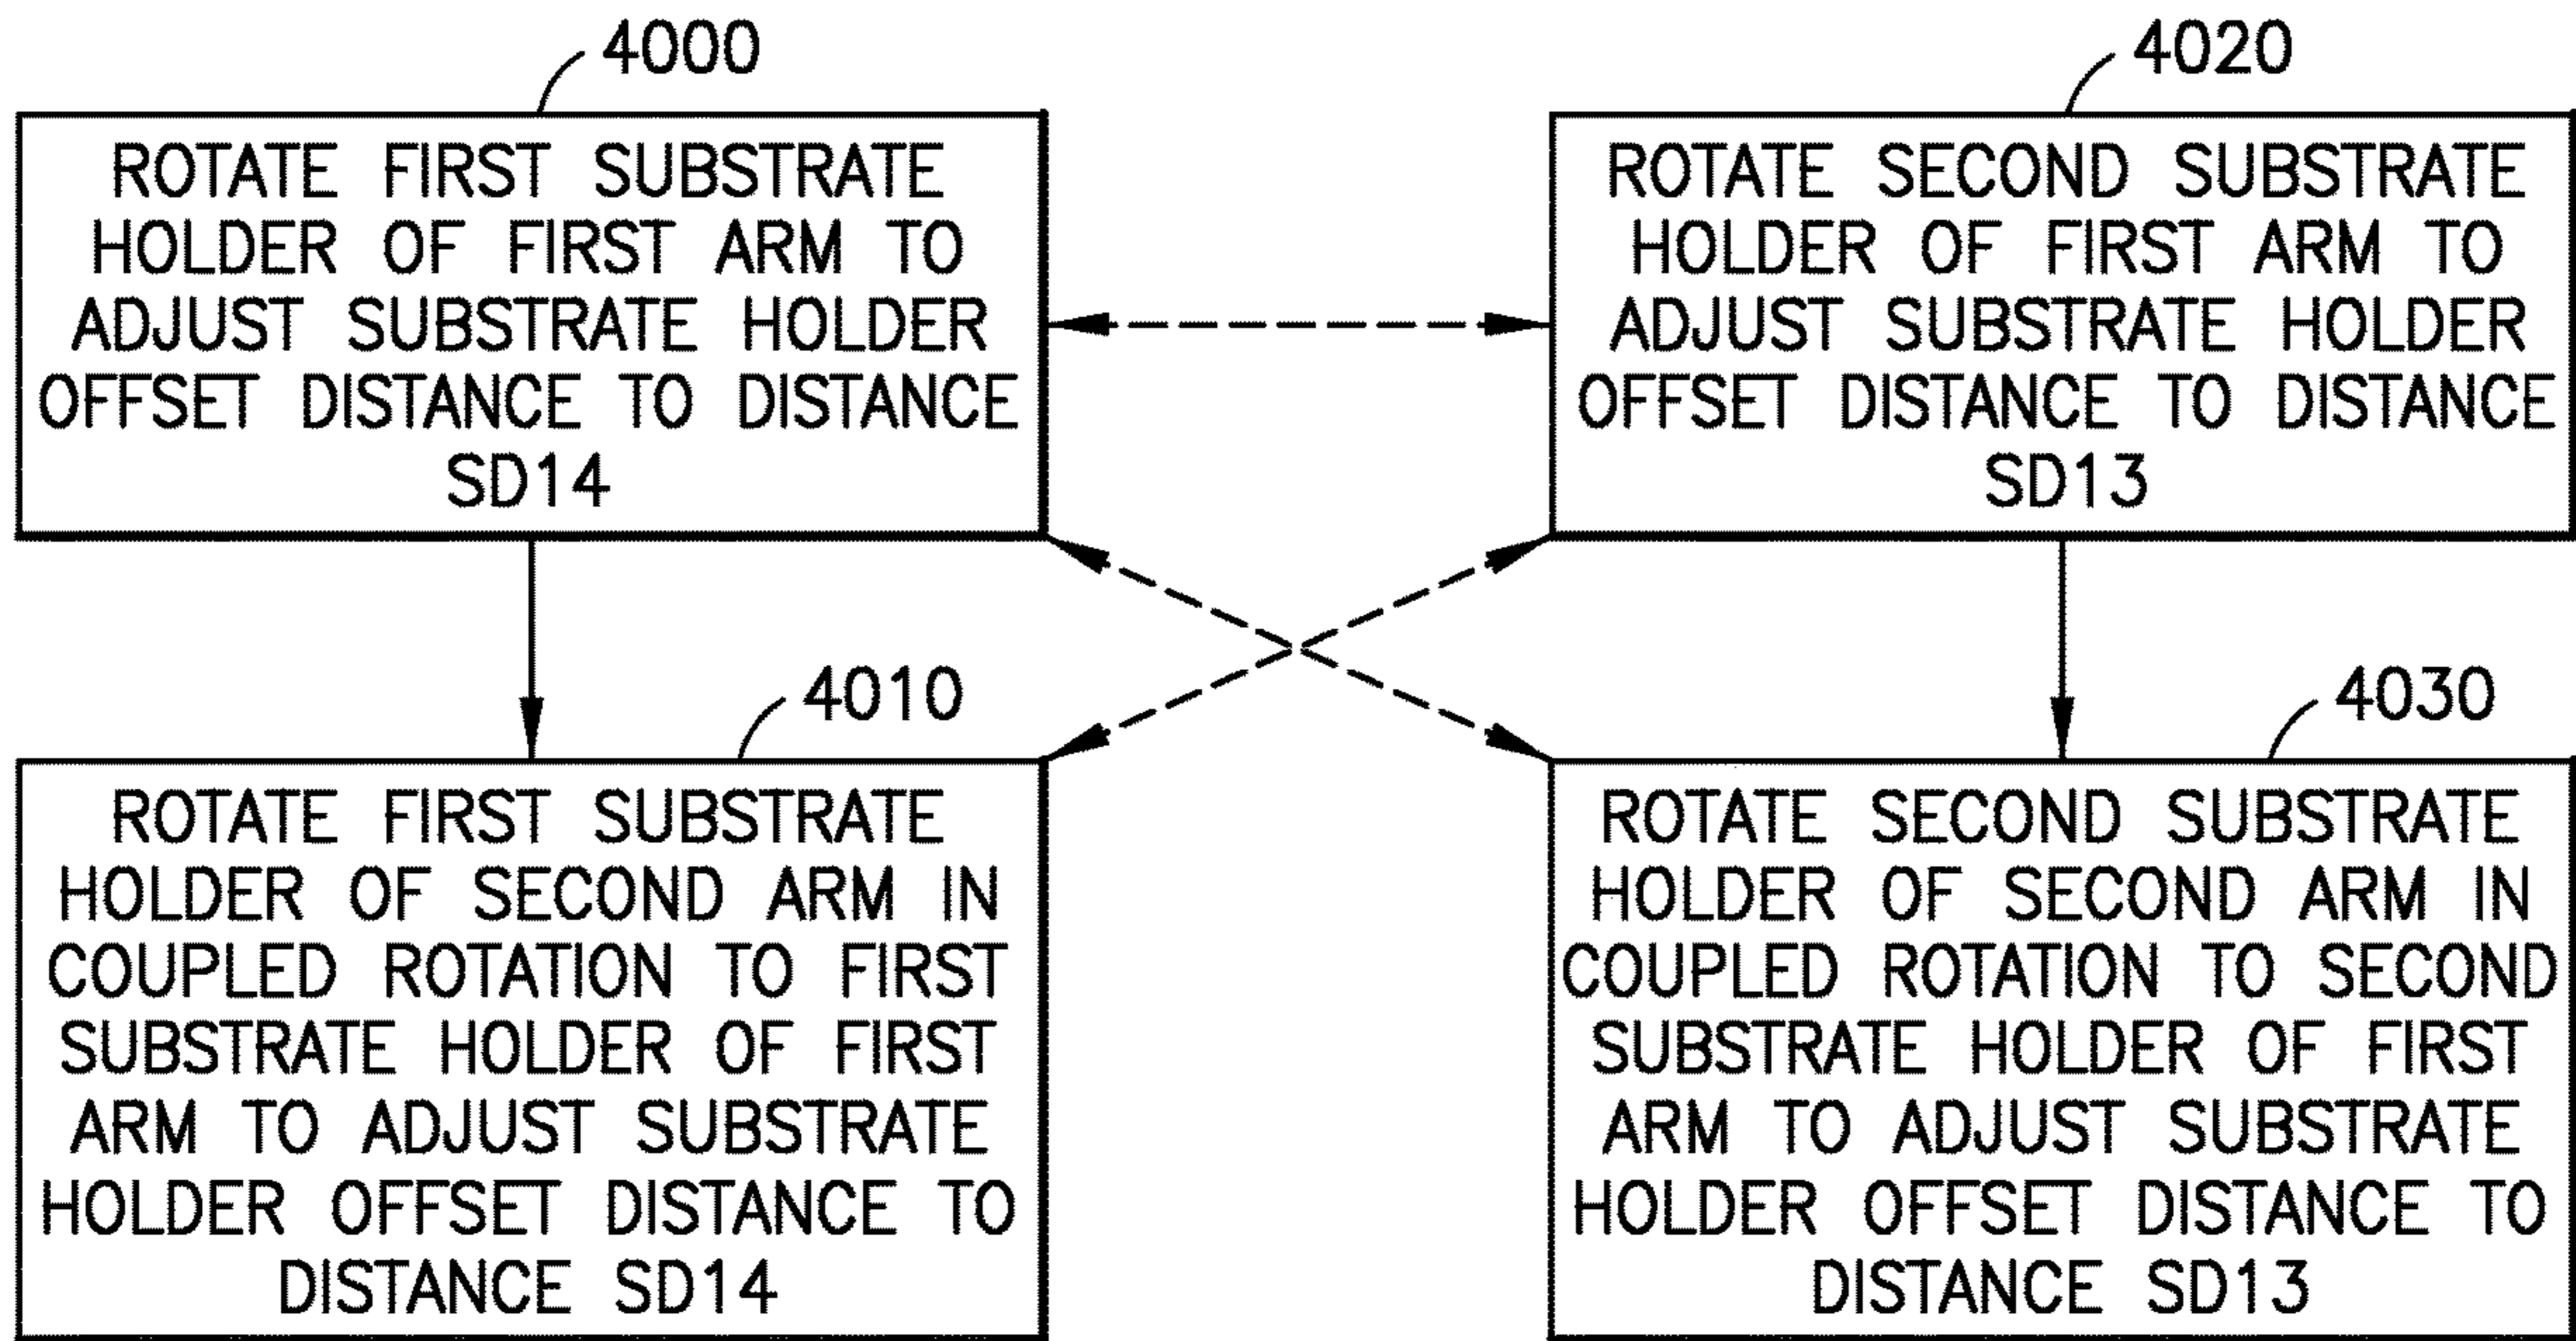 4000
ROTATE FIRST SUBSTRATE
HOLDER OF FIRST ARM TO
ADJUST SUBSTRATE HOLDER
OFFSET DISTANCE TO DISTANCE
SD14
4020
ROTATE SECOND SUBSTRATE
HOLDER OF FIRST ARM TO
ADJUST SUBSTRATE HOLDER
OFFSET DISTANCE TO DISTANCE
SD13
4010
ROTATE FIRST SUBSTRATE
HOLDER OF SECOND ARM IN
COUPLED ROTATION TO FIRST
SUBSTRATE HOLDER OF FIRST
ARM TO ADJUST SUBSTRATE
HOLDER OFFSET DISTANCE TO
DISTANCE SD14
4030
ROTATE SECOND SUBSTRATE
HOLDER OF SECOND ARM IN
COUPLED ROTATION TO SECOND
SUBSTRATE HOLDER OF FIRST
ARM TO ADJUST SUBSTRATE
HOLDER OFFSET DISTANCE TO
DISTANCE SD13